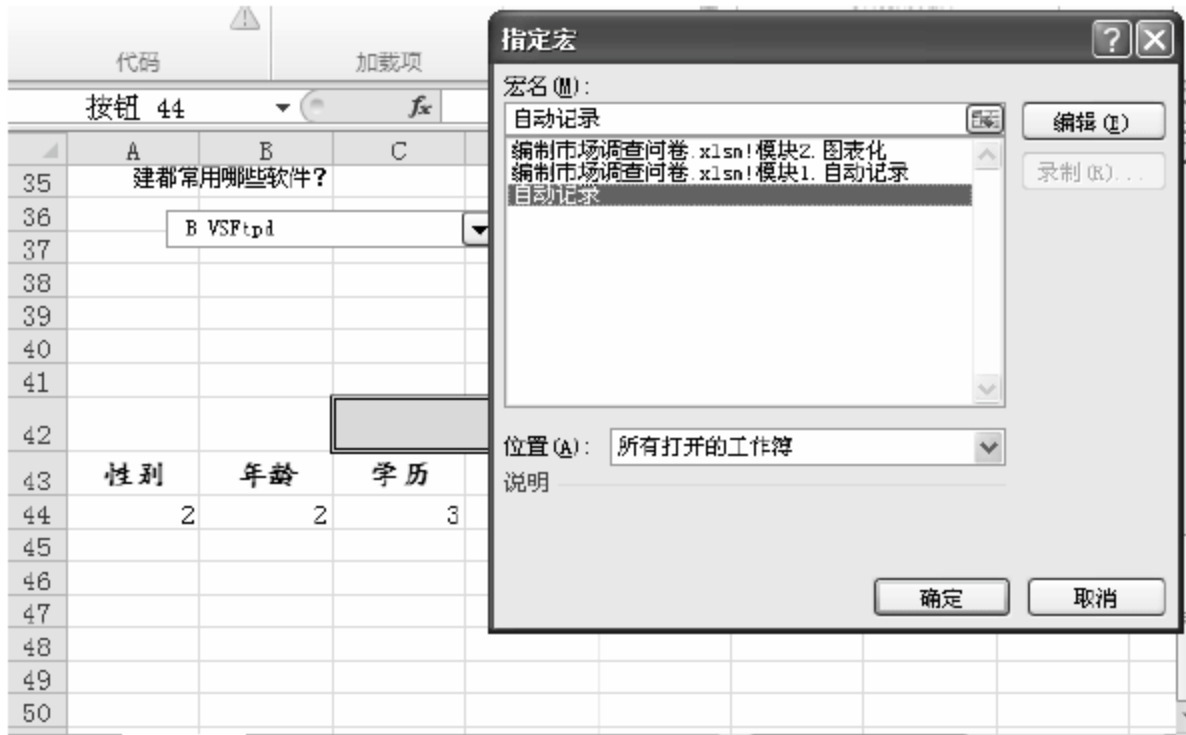 代码
加载项
按钮 44
fx
A B C
35 建都常用哪些软件?
36
B VSFtpd
37
38
39
40
41
42
43 性别 年龄 学历
44 2 2 3
45
46
47
48
49
50
指定宏
宏名(M):
自动记录
编辑(E)
编制市场调查问卷.xlsn!模块2.图表化
编制市场调查问卷.xlsn!模块1.自动记录
录制(R)...
自动记录
位置(A): 所有打开的工作簿
说明
确定 取消